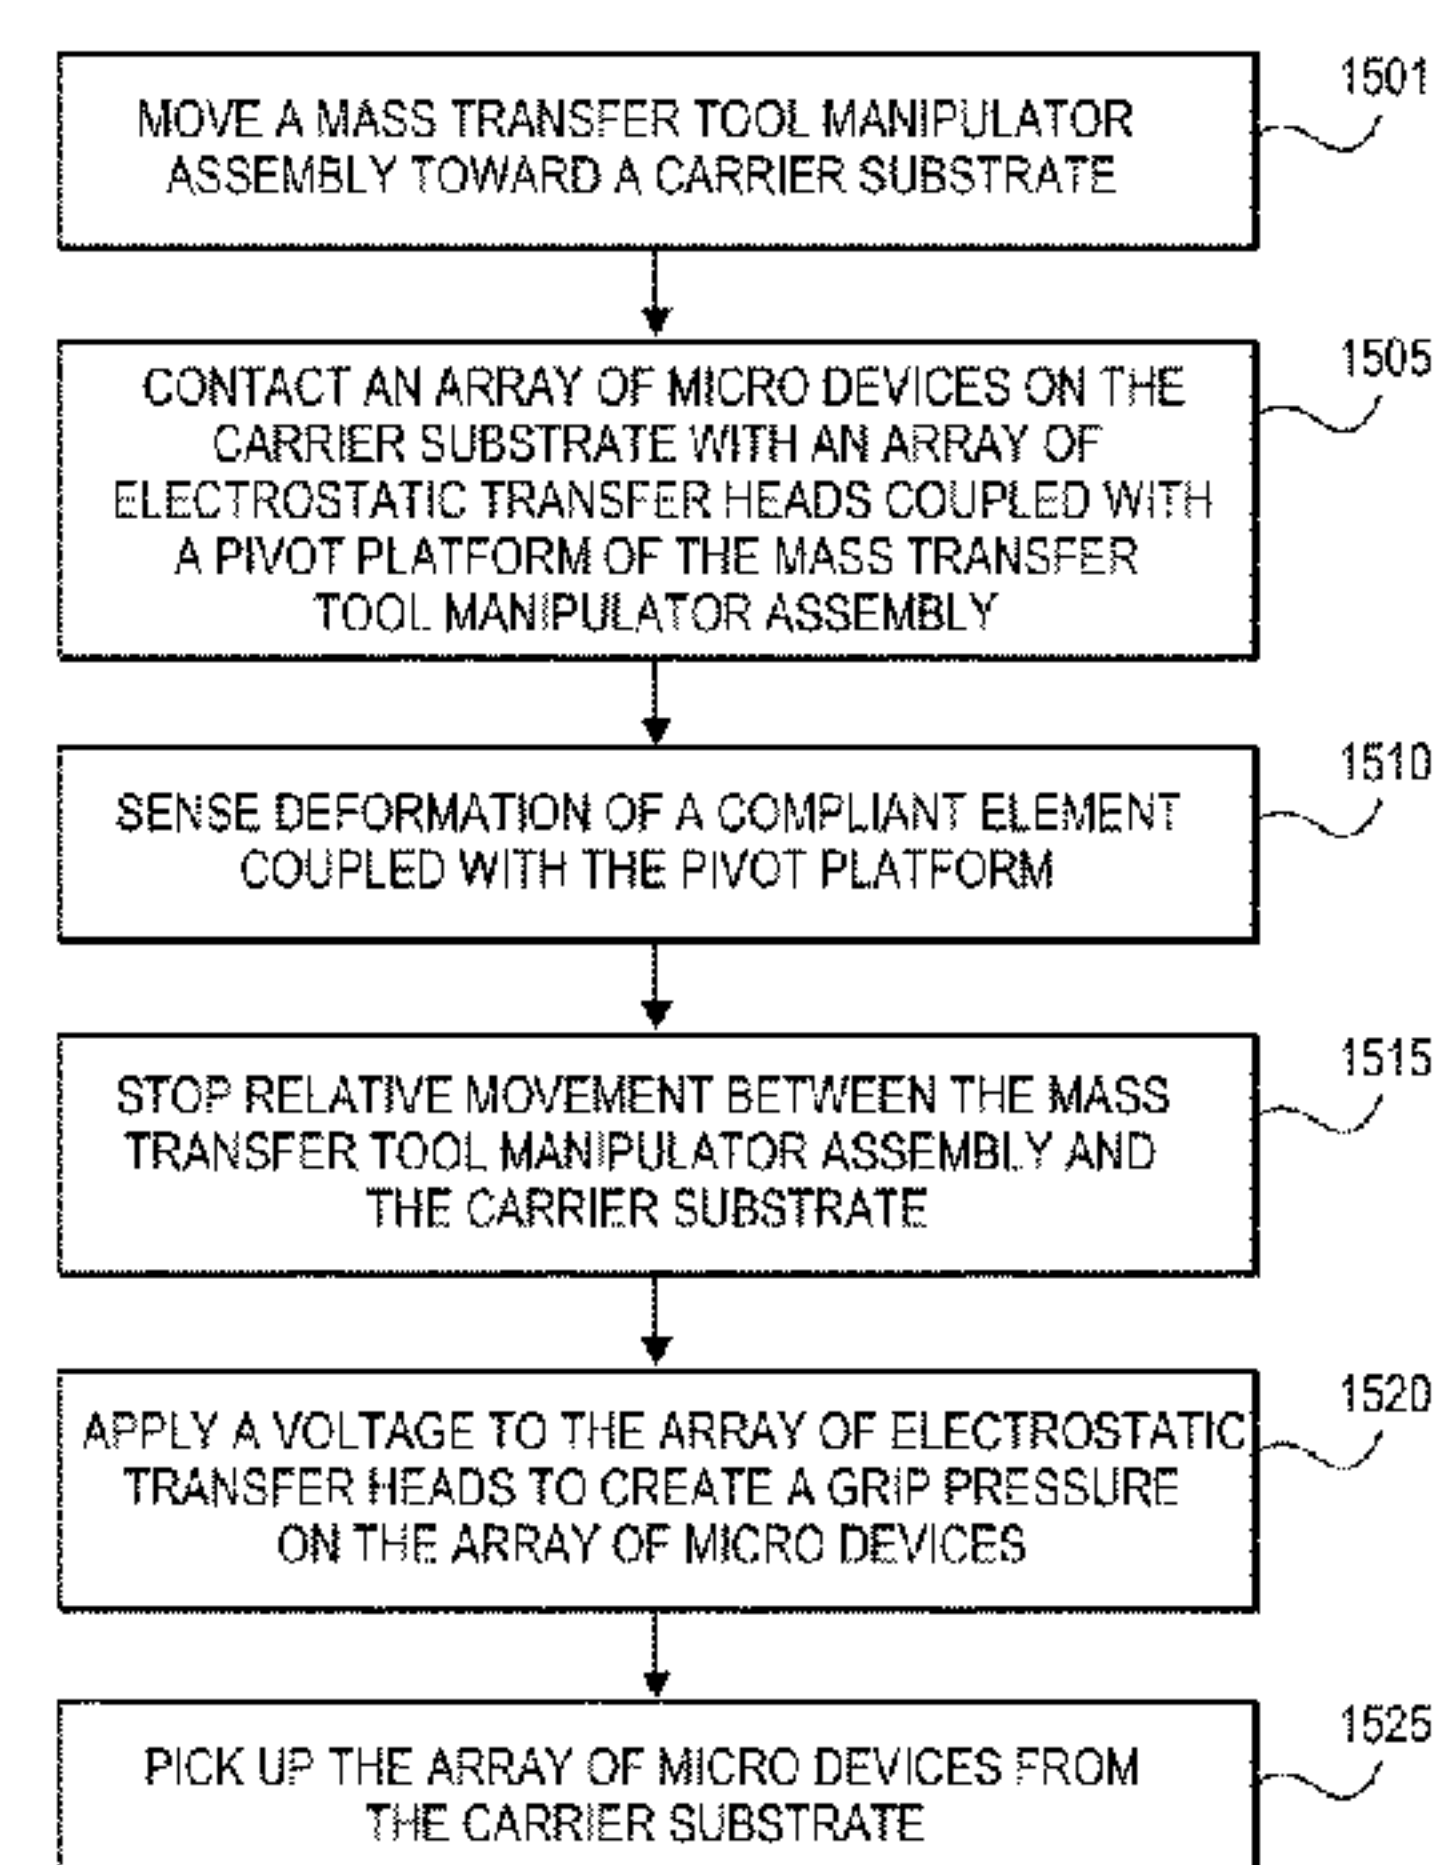 1501
MOVE A MASS TRANSFER TOOL MANIPULATOR
ASSEMBLY TOWARD A CARRIER SUBSTRATE
1505
CONTACT AN ARRAY OF MICRO DEVICES ON THE
CARRIER SUBSTRATE WITH AN ARRAY OF
ELECTROSTATIC TRANSFER HEADS COUPLED WITH
A PIVOT PLATFORM OF THE MASS TRANSFER
TOOL MANIPULATOR ASSEMBLY
1510
SENSE DEFORMATION OF A COMPLIANT ELEMENT
COUPLED WITH THE PIVOT PLATFORM
1515
STOP RELATIVE MOVEMENT BETWEEN THE MASS
TRANSFER TOOL MANIPULATOR ASSEMBLY AND
THE CARRIER SUBSTRATE
1520
APPLY A VOLTAGE TO THE ARRAY OF ELECTROSTATIC
TRANSFER HEADS TO CREATE A GRIP PRESSURE
ON THE ARRAY OF MICRO DEVICES
1525
PICK UP THE ARRAY OF MICRO DEVICES FROM
THE CARRIER SUBSTRATE